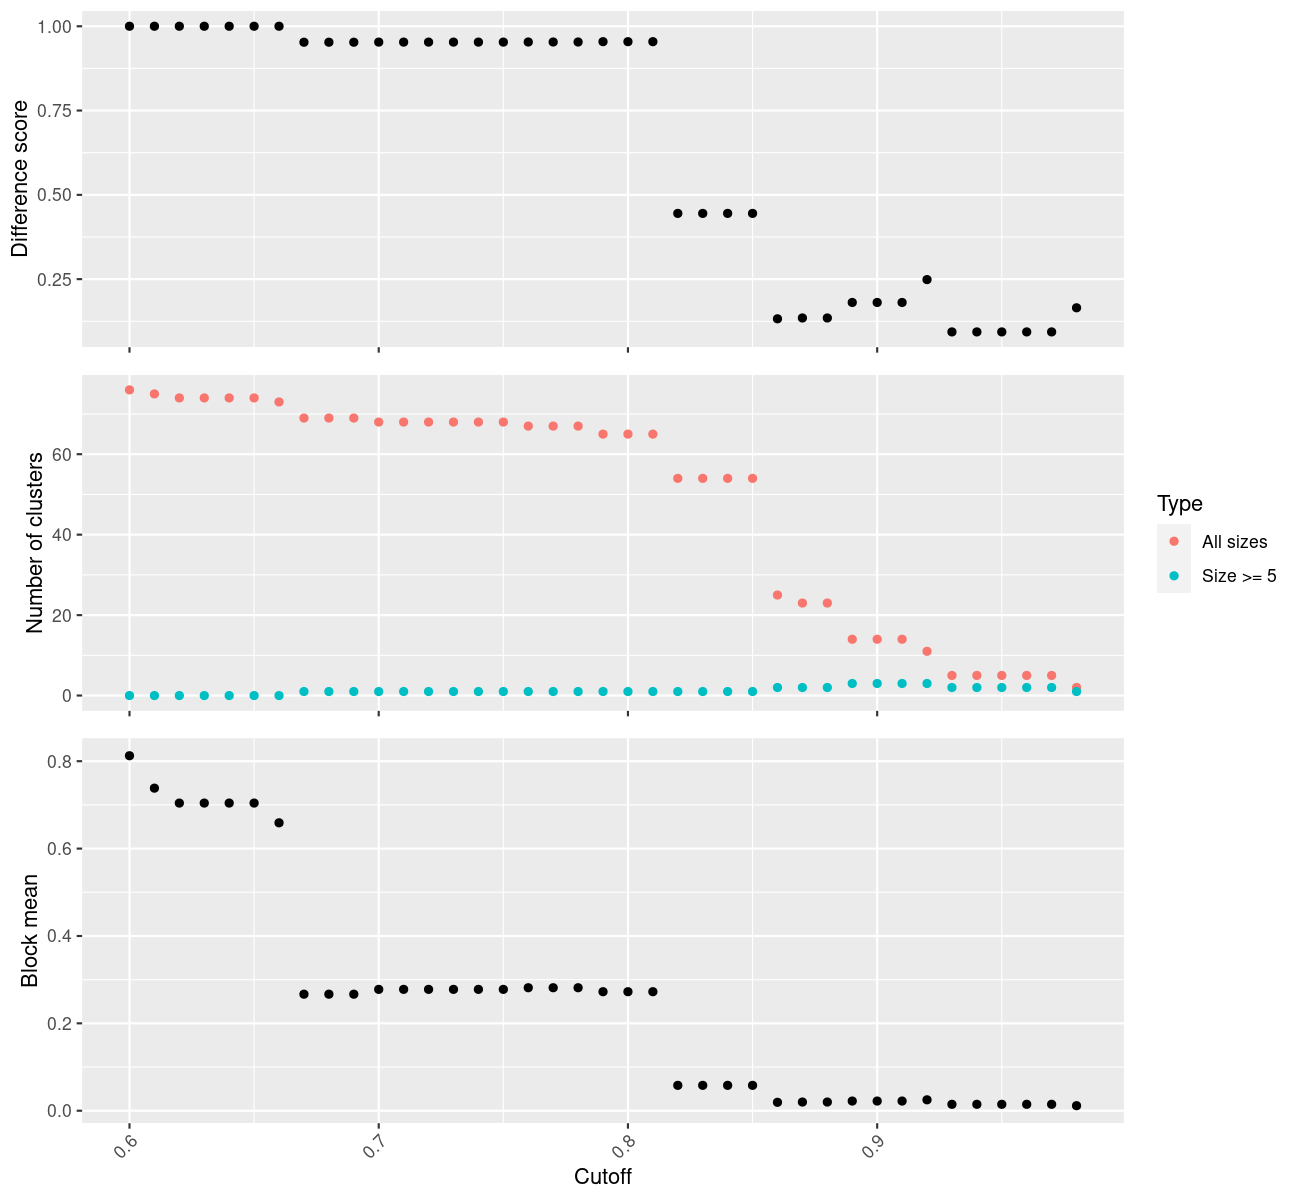 Difference score
1.00
0.75
0.50
0.25
Number of clusters
60
40
20
0
Type
All sizes
Size >= 5
Block mean
0.8
0.6
0.4
0.2
0.0
0.6 0.7 0.8 0.9
Cutoff